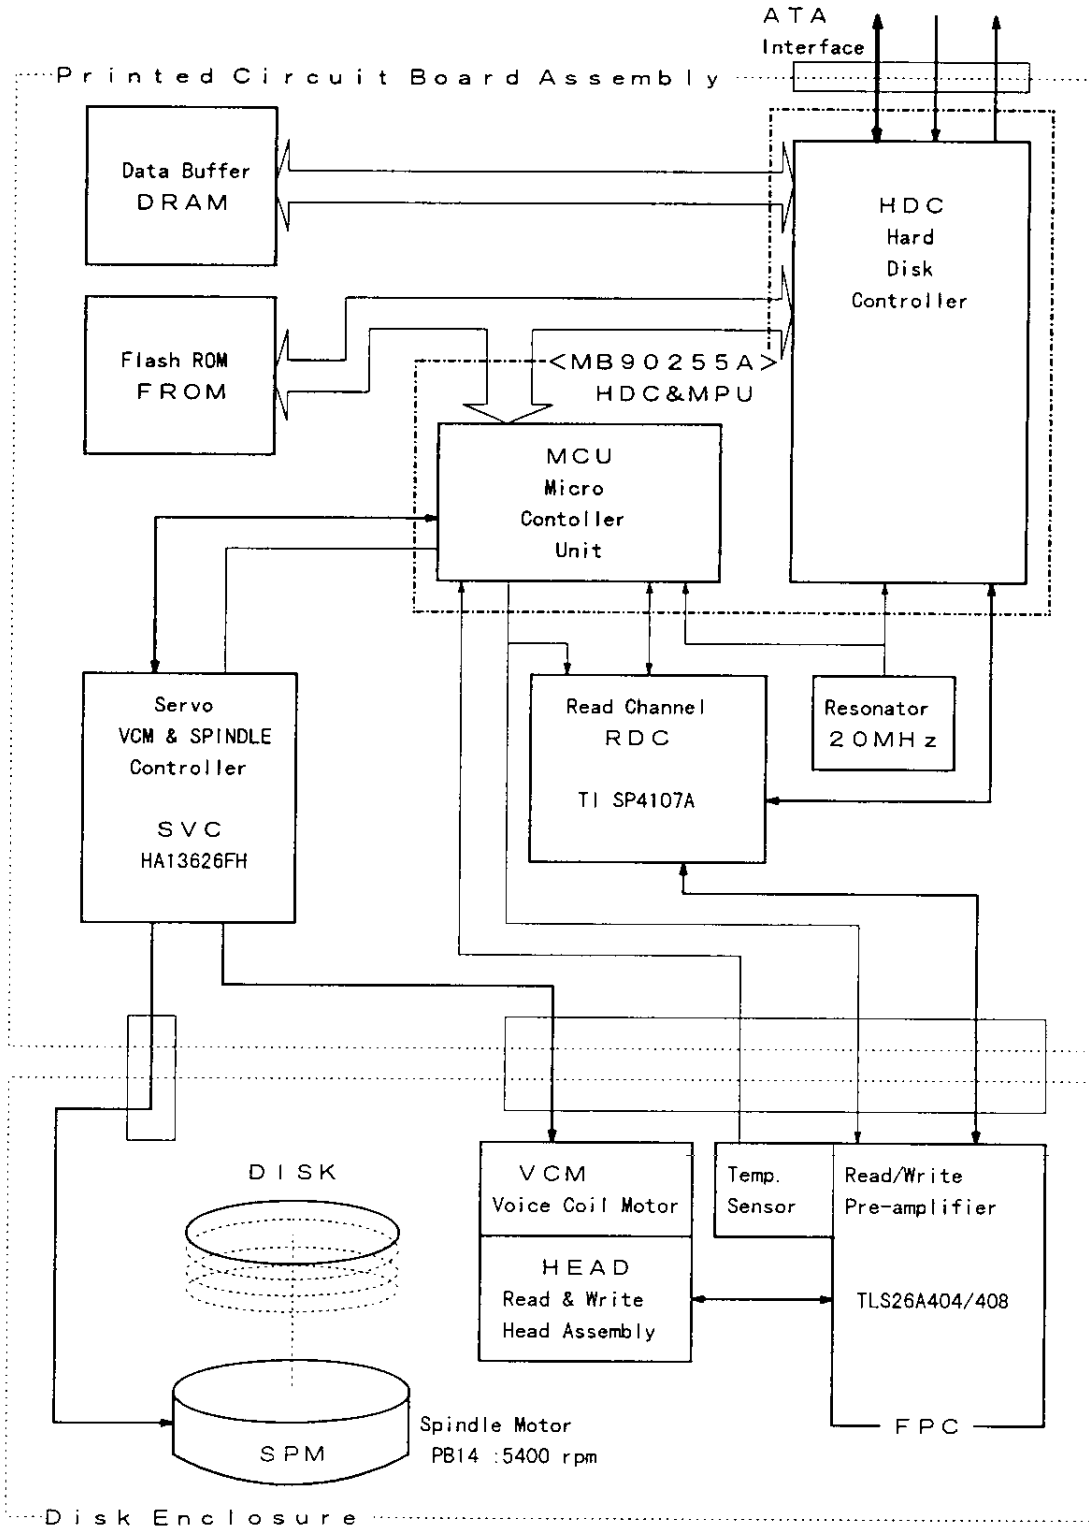 ATA
Interface
Printed Circuit Board Assembly
Data Buffer
DRAM
HDC
Hard
Disk
Controller
Flash ROM
FROM
<MB90255A>
HDC&MPU
MCU
Micro
Contoller
Unit
Servo
VCM & SPINDLE
Controller
SVC
HA13626FH
Read Channel
RDC
TI SP4107A
Resonator
20MHz
DISK
VCM
Voice Coil Motor
HEAD
Read & Write
Head Assembly
Temp.
Sensor
Read/Write
Pre-amplifier
TLS26A404/408
FPC
SPM
Spindle Motor
PB14 :5400 rpm
Disk Enclosure